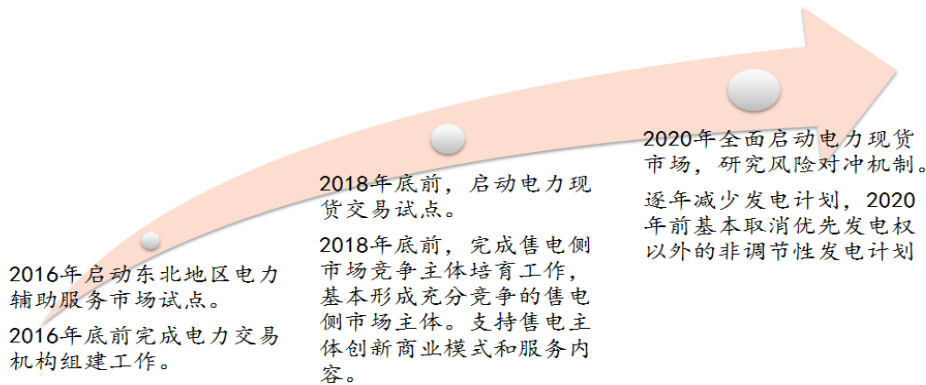 2016年启动东北地区电力
辅助服务市场试点。
2016年底前完成电力交易
机构组建工作。
2018年底前，启动电力现
货交易试点。
2018年底前，完成售电侧
市场竞争主体培育工作，
基本形成充分竞争的售电
侧市场主体。支持售电主
体创新商业模式和服务内
容。
2020年全面启动电力现货
市场，研究风险对冲机制。
逐年减少发电计划，2020
年前基本取消优先发电权
以外的非调节性发电计划